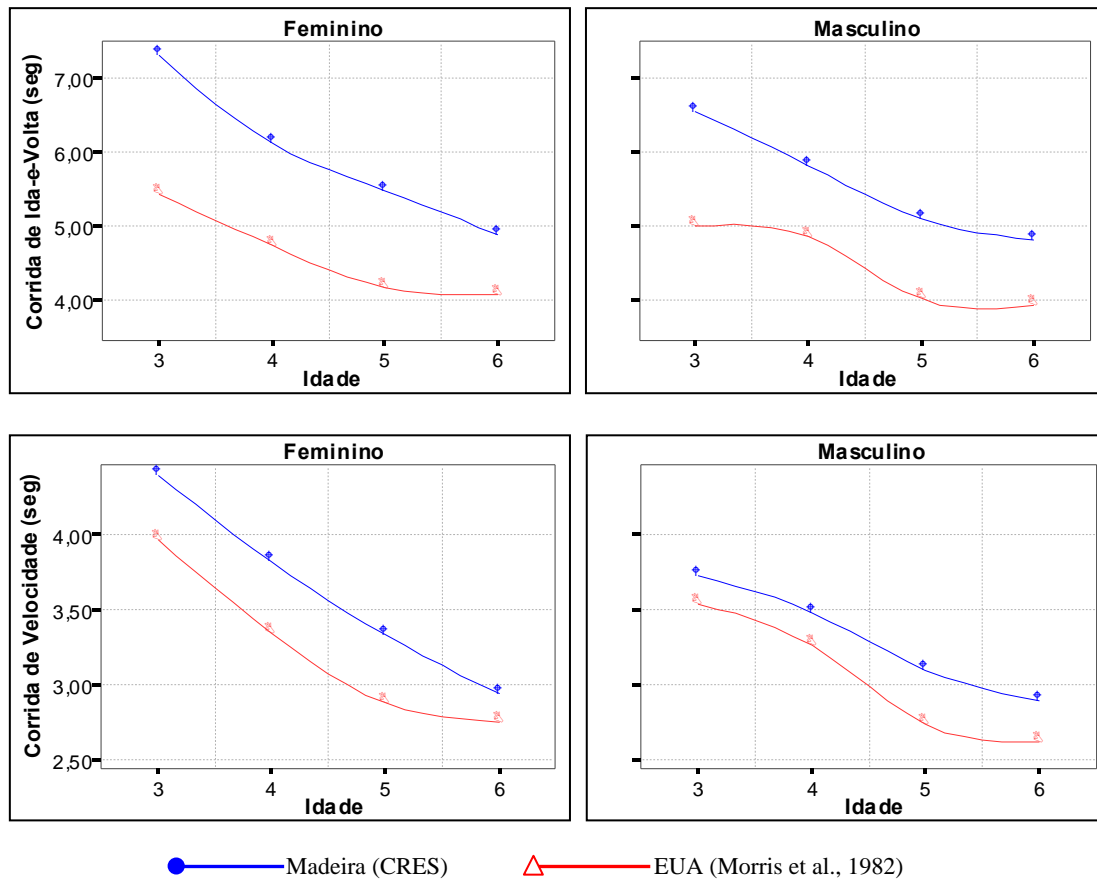 Feminino
Masculino
Corrida de Ida-e-Volta (seg)
7,00
6,00
5,00
4,00
3 4 5 6
Idade
3 4 5 6
Idade
Feminino
Masculino
Corrida de Velocidade (seg)
4,00
3,50
3,00
2,50
3 4 5 6
Idade
3 4 5 6
Idade
Madeira (CRES)
EUA (Morris et al., 1982)